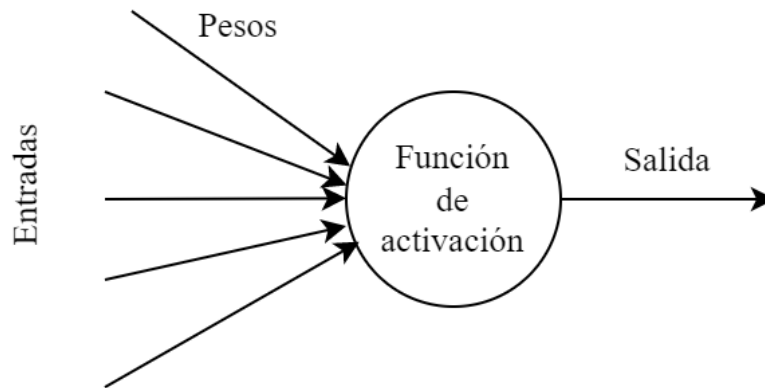 Pesos
Entradas
Función
de
activación
Salida